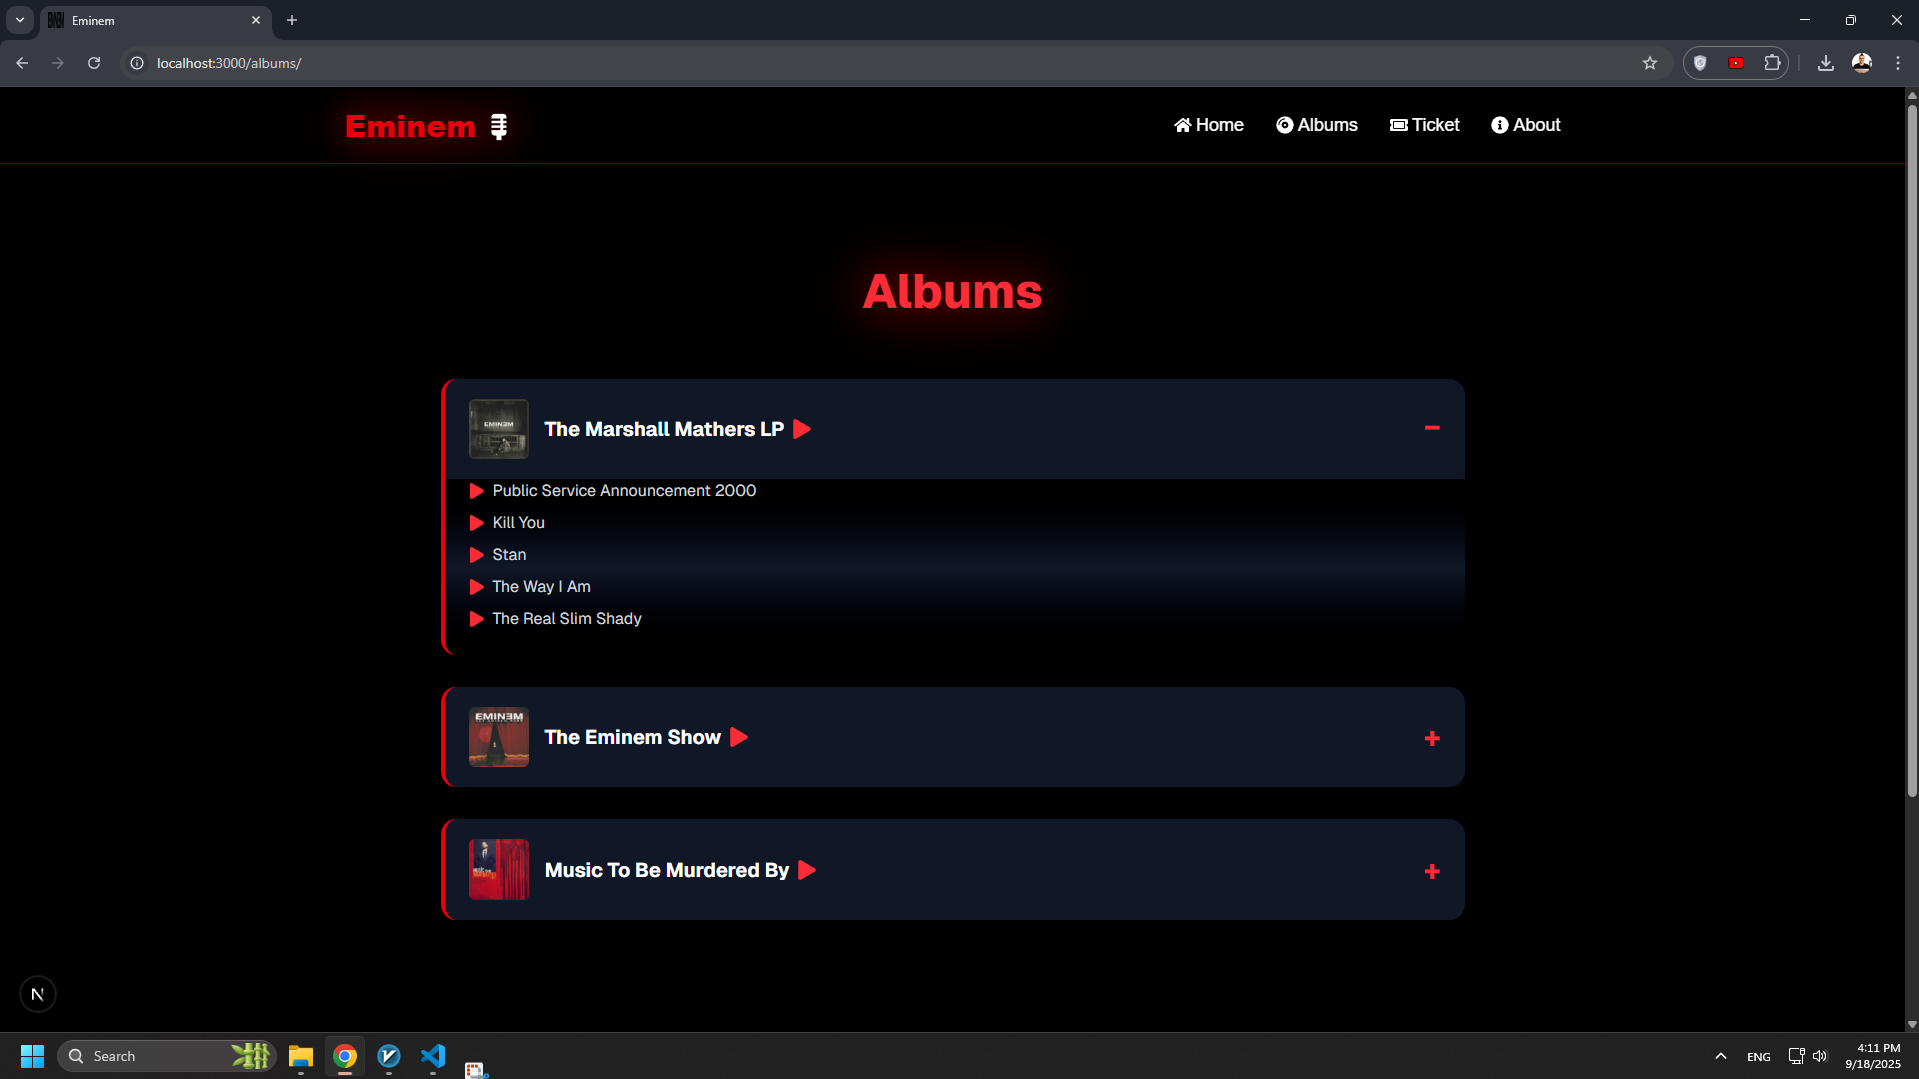 Eminem
localhost:3000/albums/
Eminem
Home
Albums
Ticket
About
Albums
EMINEM
The Marshall Mathers LP
Public Service Announcement 2000
Kill You
Stan
The Way I Am
The Real Slim Shady
EMINEM
The Eminem Show
Music To Be Murdered By
N
Search
ENG
4:11 PM
9/18/2025